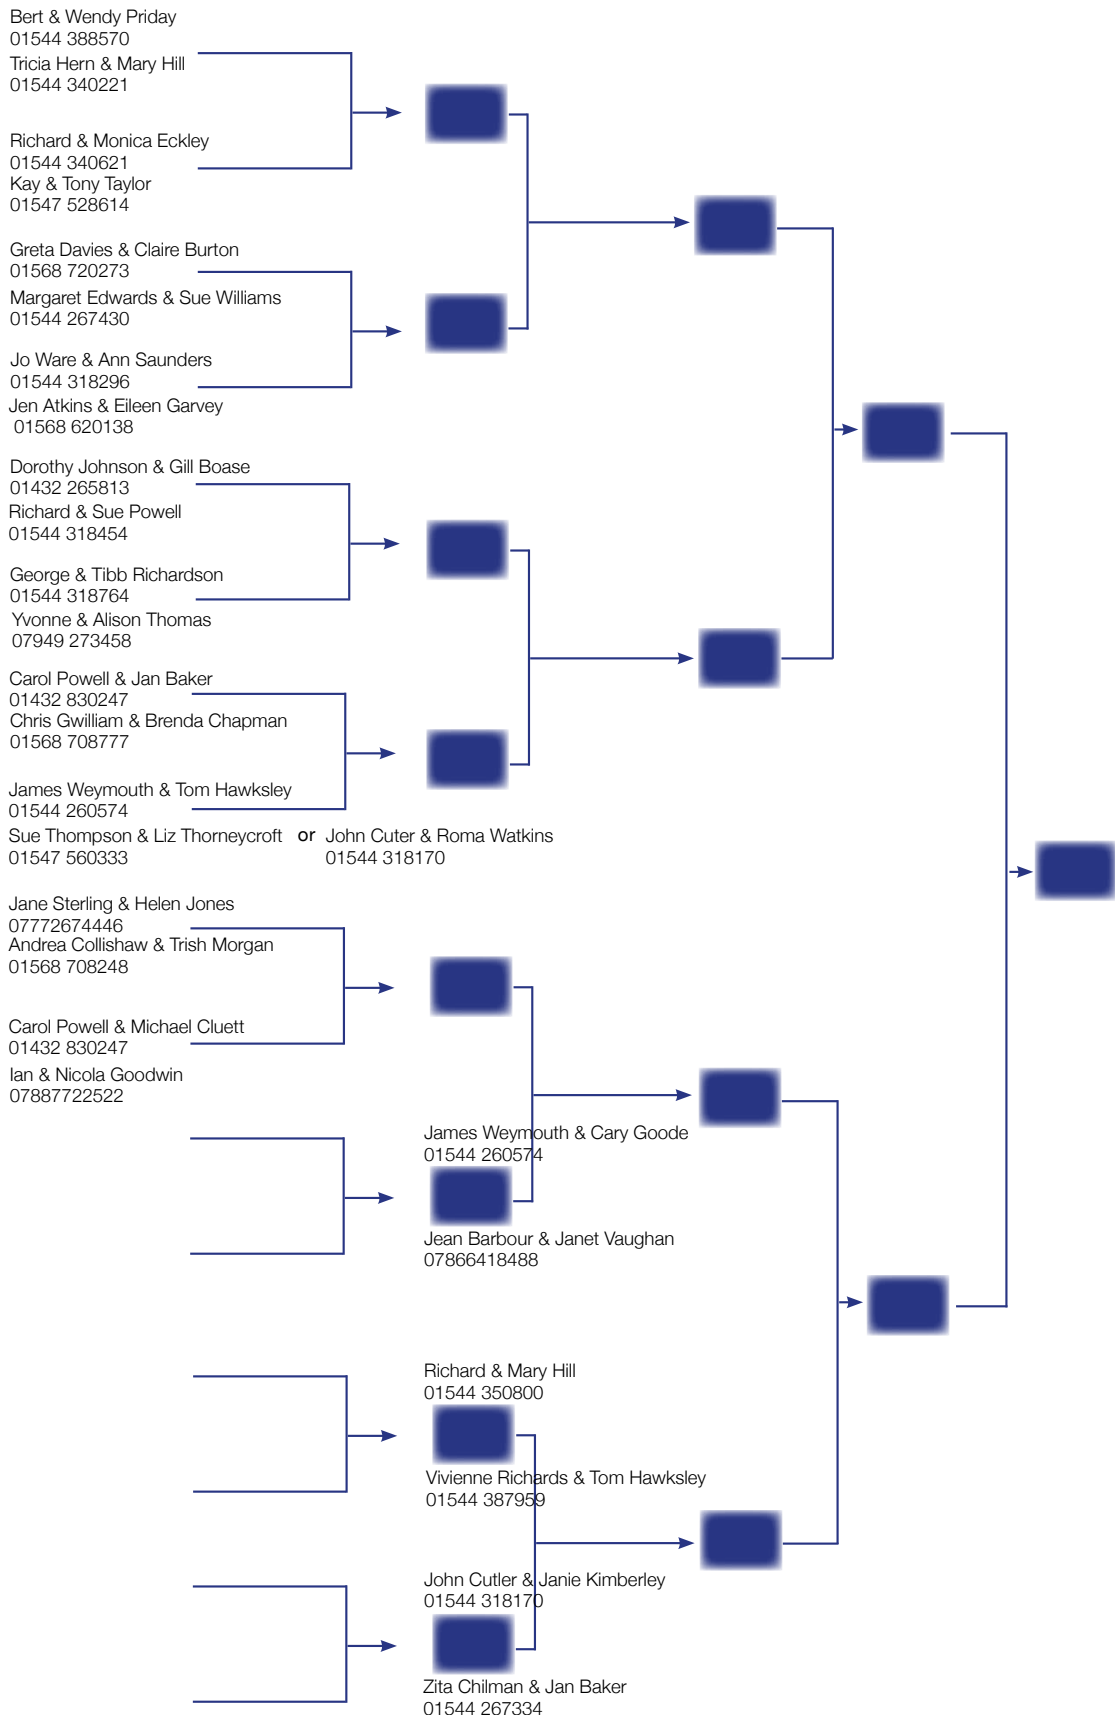 Bert & Wendy Priday
01544 388570
Tricia Hern & Mary Hill
01544 340221
Richard & Monica Eckley
01544 340621
Kay & Tony Taylor
01547 528614
Greta Davies & Claire Burton
01568 720273
Margaret Edwards & Sue Williams
01544 267430
Jo Ware & Ann Saunders
01544 318296
Jen Atkins & Eileen Garvey
01568 620138
Dorothy Johnson & Gill Boase
01432 265813
Richard & Sue Powell
01544 318454
George & Tibb Richardson
01544 318764
Yvonne & Alison Thomas
07949 273458
Carol Powell & Jan Baker
01432 830247
Chris Gwilliam & Brenda Chapman
01568 708777
James Weymouth & Tom Hawksley
01544 260574
Sue Thompson & Liz Thorneycroft or John Cuter & Roma Watkins
01547 560333 01544 318170
Jane Sterling & Helen Jones
07772674446
Andrea Collishaw & Trish Morgan
01568 708248
Carol Powell & Michael Cluett
01432 830247
Ian & Nicola Goodwin
07887722522
James Weymouth & Cary Goode
01544 260574
Jean Barbour & Janet Vaughan
07866418488
Richard & Mary Hill
01544 350800
Vivienne Richards & Tom Hawksley
01544 387959
John Cutler & Janie Kimberley
01544 318170
Zita Chilman & Jan Baker
01544 267334